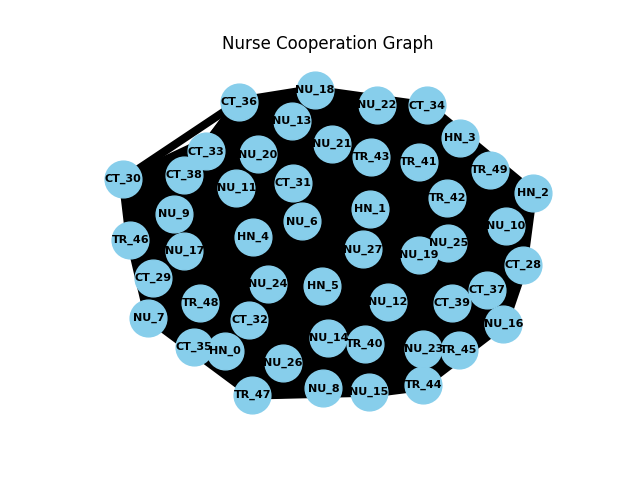 Nurse Cooperation Graph
NU_18
CT_36
NU_22
CT_34
NU_13
HN_3
NU_21
CT_33
NU_20
TR_43
TR_41
TR_49
CT_38
CT_30
CT_31
NU_11
HN_2
TR_42
HN_1
NU_9
NU_6
NU_10
HN_4
TR_46
NU_25
NU_17
NU_27
NU_19
CT_28
CT_29
NU_24
HN_5
CT_37
TR_48
NU_12
CT_39
NU_7
CT_32
NU_16
NU_14
TR_40
CT_35
HN_0
NU_23
TR_45
NU_26
TR_44
NU_8
NU_15
TR_47